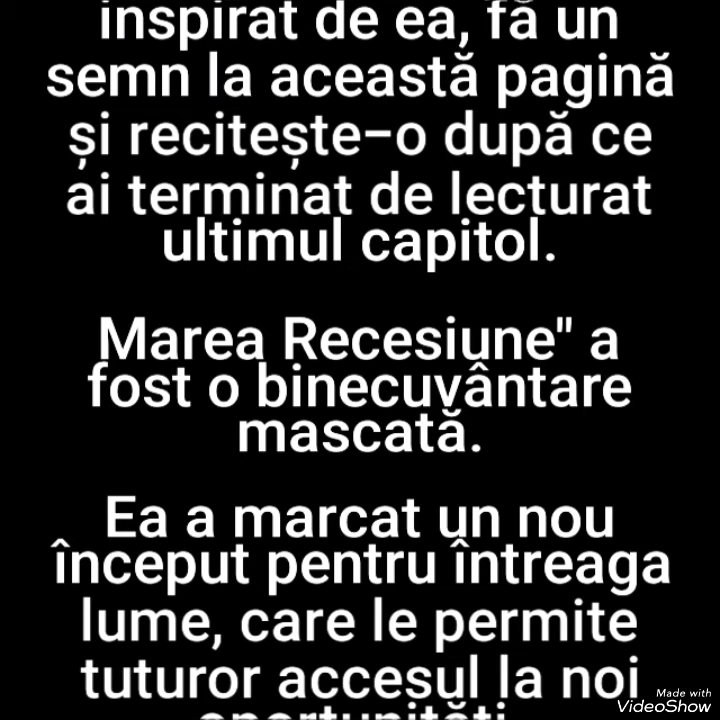 inspirat de ea, fă un
semn la această pagină
și recitește-o după ce
ai terminat de lecturat
ultimul capitol.
Marea Recesiune" a
fost o binecuvântare
mascată.
Ea a marcat un nou
început pentru întreaga
lume, care le permite
tuturor accesul la noi
Made with
VideoShow